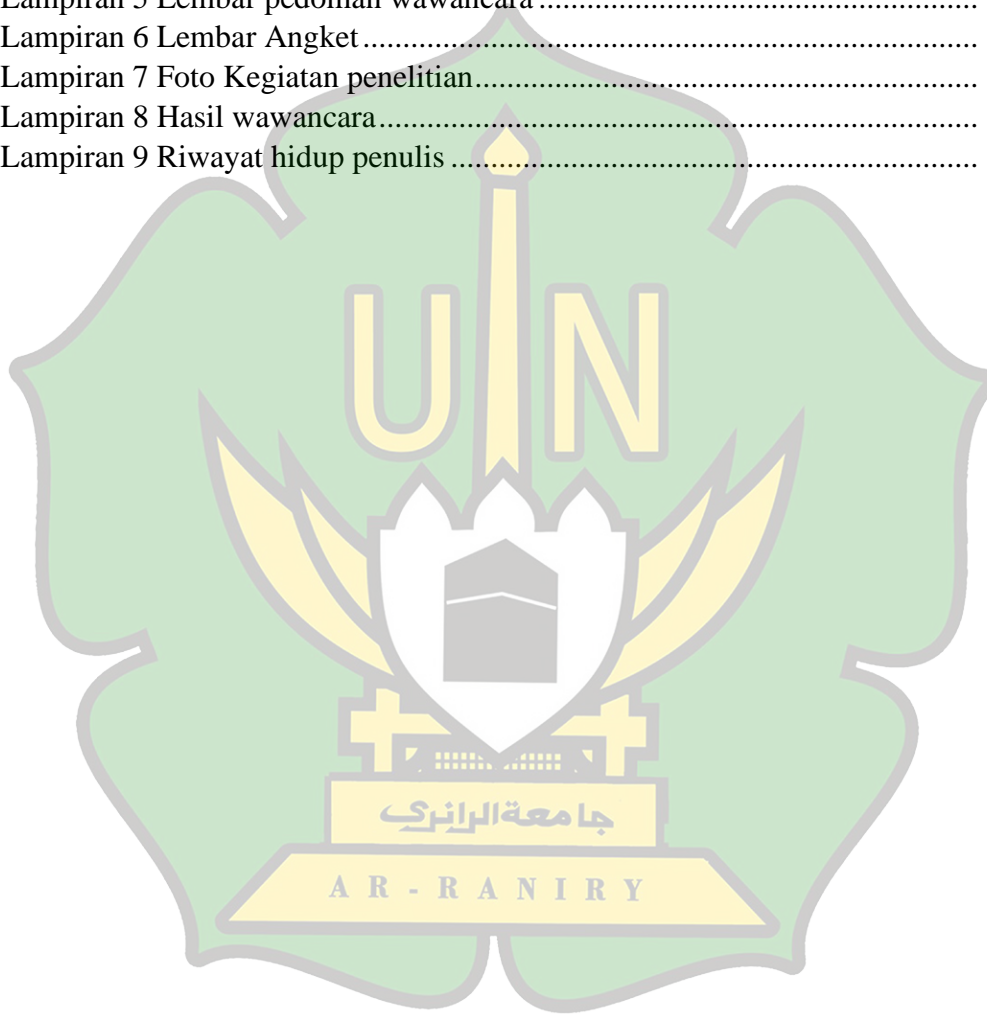 Lampiran 5 Lembar pedoman wawancara
Lampiran 6 Lembar Angket
Lampiran 7 Foto Kegiatan penelitian
Lampiran 8 Hasil wawancara
Lampiran 9 Riwayat hidup penulis
UIN
جامعة الرانري
AR-RANIRY